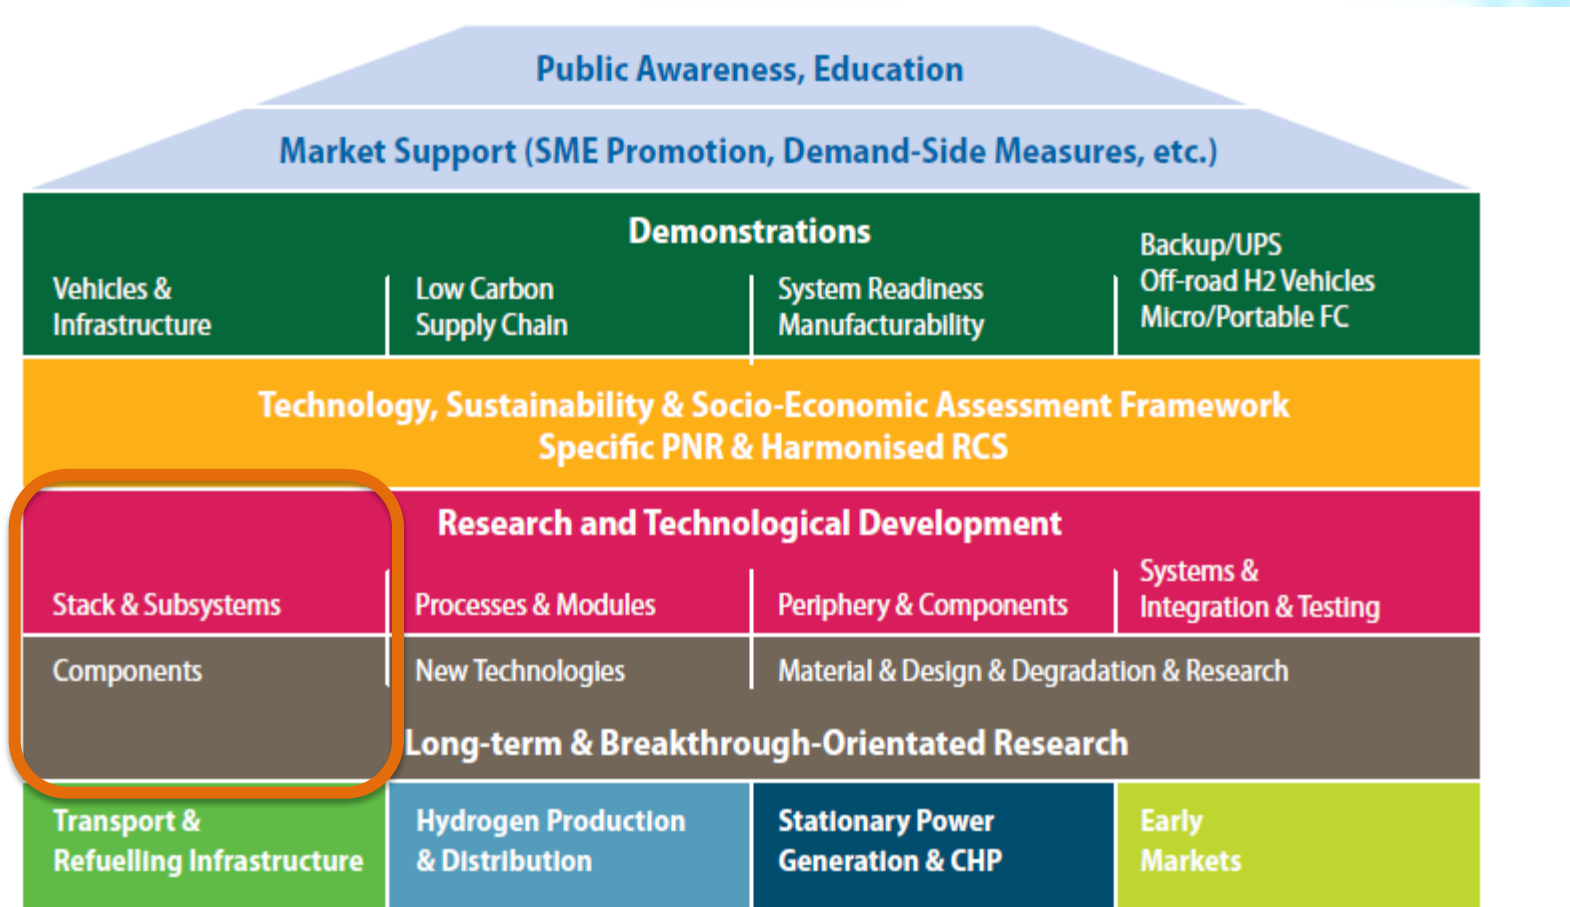 Public Awareness, Education
Market Support (SME Promotion, Demand-Side Measures, etc.)
Demonstrations
Vehicles &
Infrastructure
Low Carbon
Supply Chain
System Readiness
Manufacturability
Backup/UPS
Off-road H2 Vehicles
Micro/Portable FC
Technology, Sustainability & Socio-Economic Assessment Framework
Specific PNR & Harmonised RCS
Research and Technological Development
Stack & Subsystems
Processes & Modules
Periphery & Components
Systems &
Integration & Testing
Components
New Technologies
Material & Design & Degradation & Research
Long-term & Breakthrough-Orientated Research
Transport &
Refuelling Infrastructure
Hydrogen Production
& Distribution
Stationary Power
Generation & CHP
Early
Markets